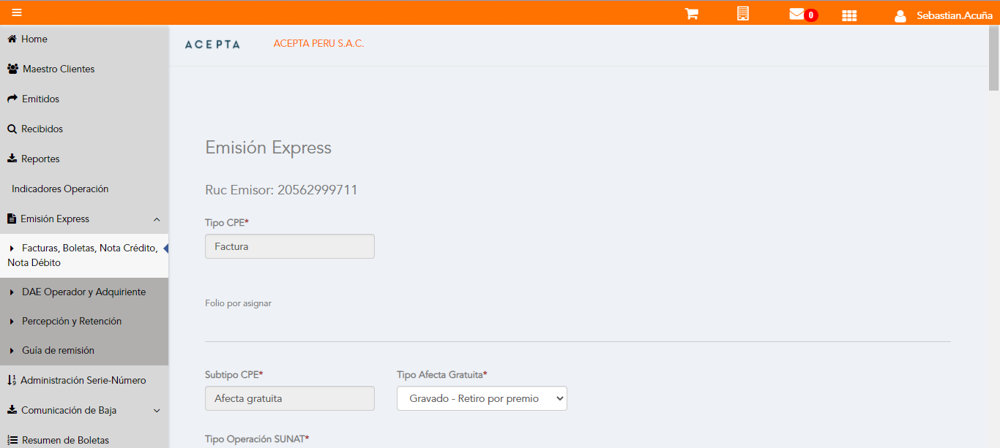 0
Sebastian.Acuña
Home
Maestro Clientes
Emitidos
Recibidos
Reportes
Indicadores Operación
Emisión Express
Facturas, Boletas, Nota Crédito,
Nota Débito
DAE Operador y Adquiriente
Percepción y Retención
Guía de remisión
Administración Serie-Número
Comunicación de Baja
Resumen de Boletas
ACEPTA
ACEPTA PERU S.A.C.
Emisión Express
Ruc Emisor: 20562999711
Tipo CPE*
Factura
Folio por asignar
Subtipo CPE*
Tipo Afecta Gratuita*
Afecta gratuita
Gravado - Retiro por premio
Tipo Operación SUNAT*